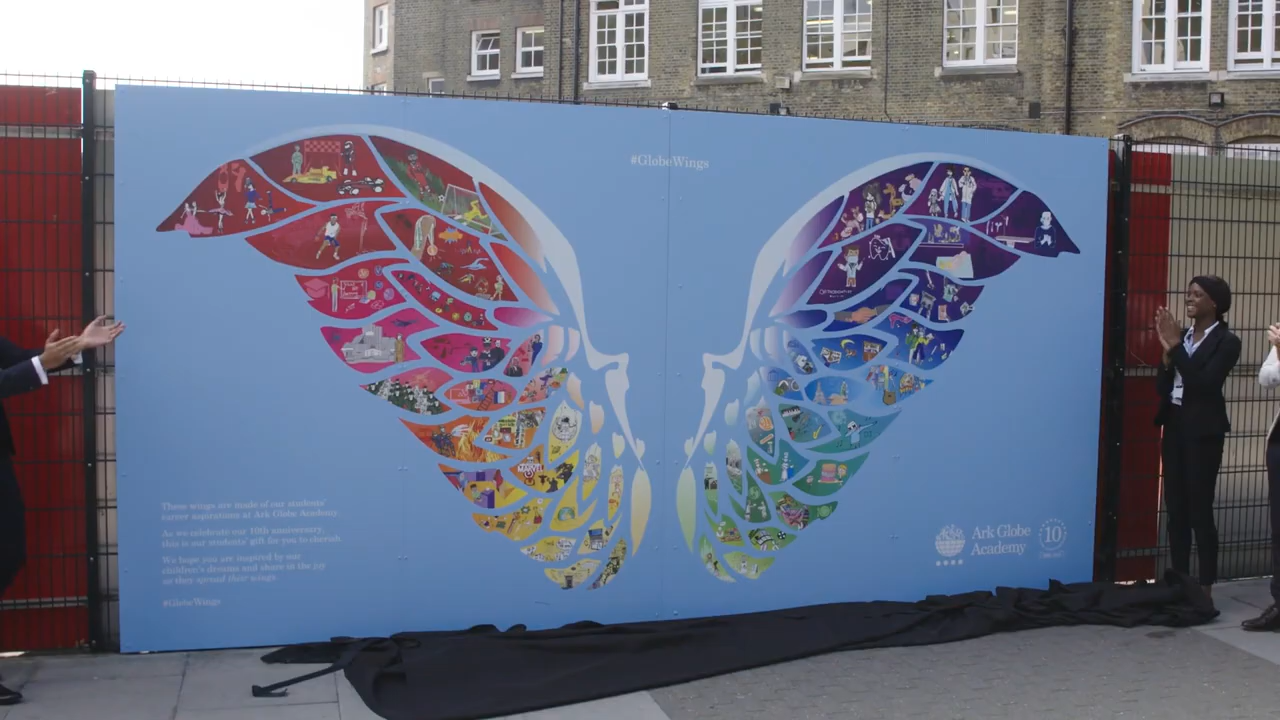 #GlobeWings
These wings are made of our students'
career aspirations at Ark Globe Academy.
As we celebrate our 10th anniversary,
this is our students' gift for you to cherish.
We hope you are inspired by our
children's dreams and share in the joy
as they spread their wings.
#GlobeWings
Ark Globe
Academy
10